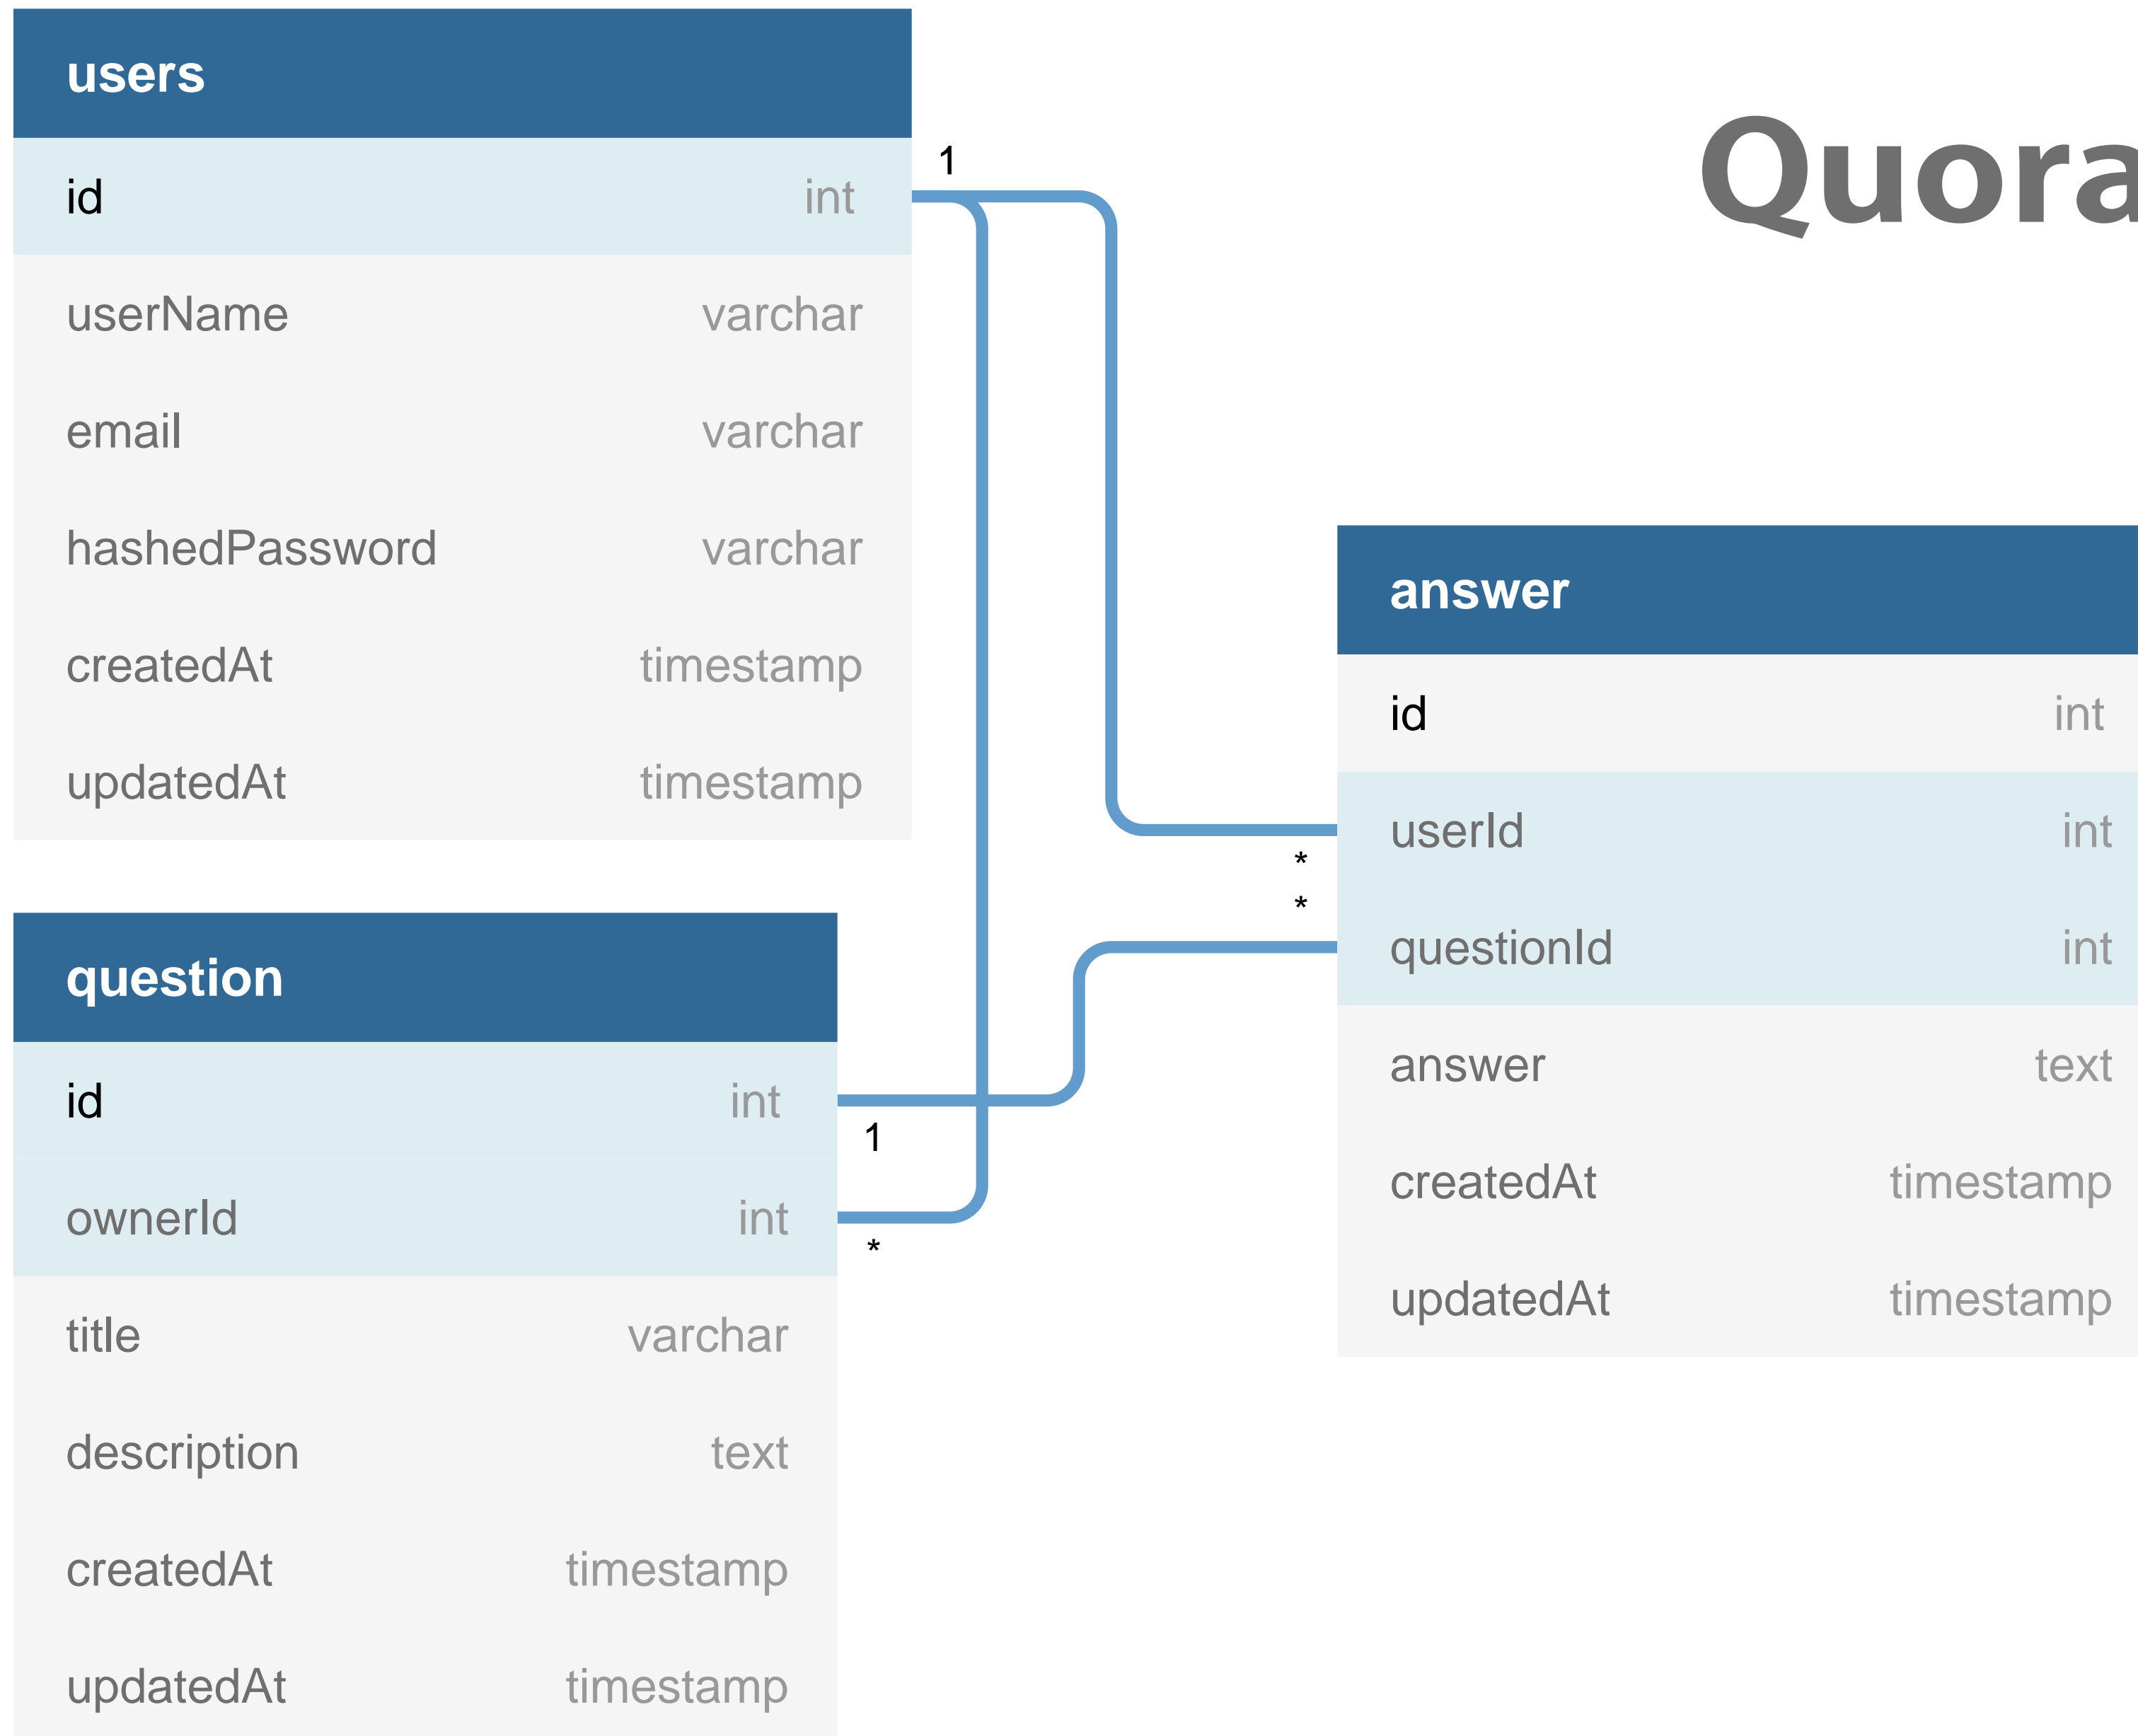 users
id int
userName varchar
email varchar
hashedPassword varchar
createdAt timestamp
updatedAt timestamp
1
Quora
answer
id int
userId int
questionId int
answer text
createdAt timestamp
updatedAt timestamp
*
*
question
id int
ownerId int
title varchar
description text
createdAt timestamp
updatedAt timestamp
1
*